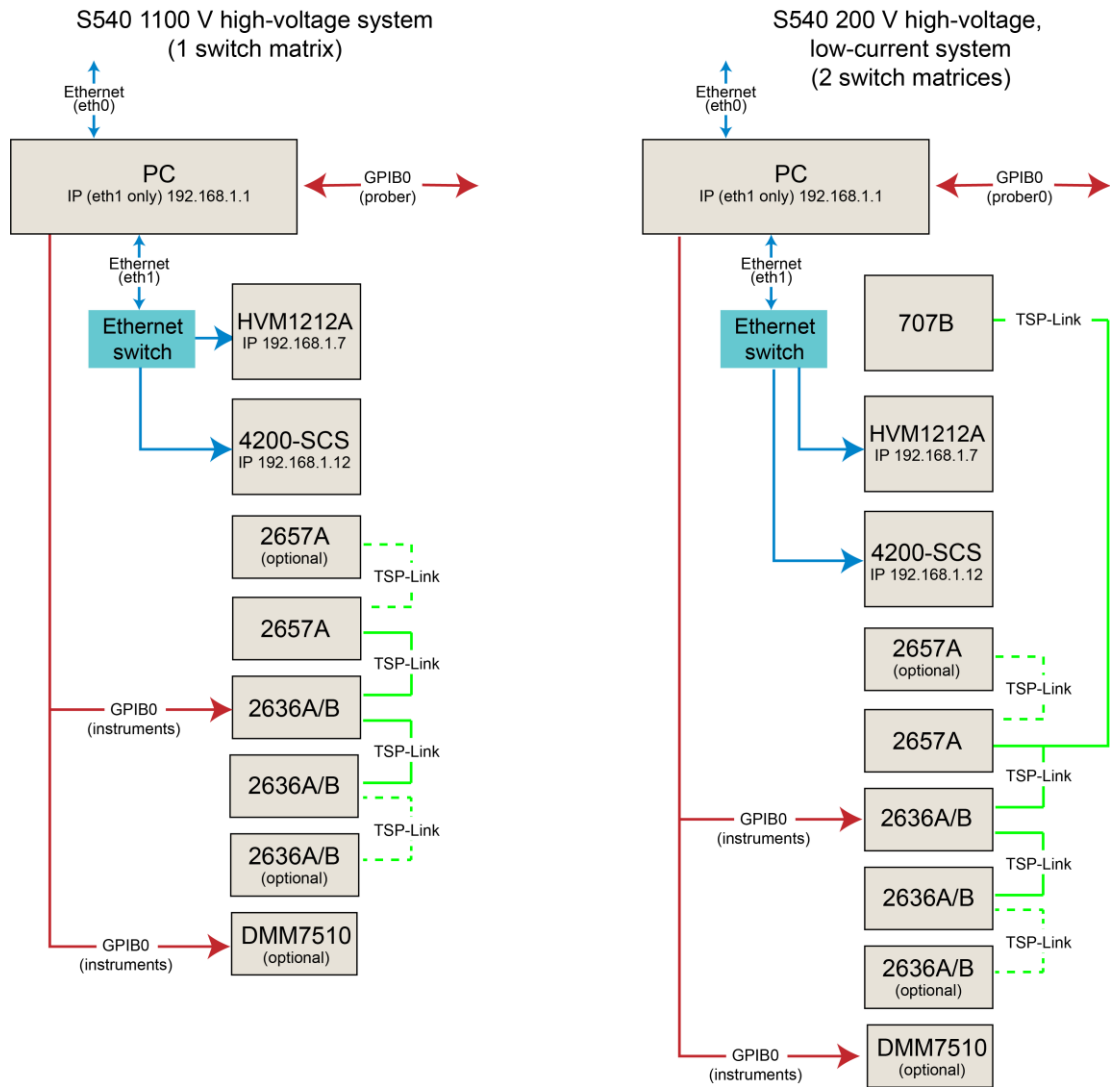 S540 1100 V high-voltage system
(1 switch matrix)
Ethernet
(eth0)
PC
IP (eth1 only) 192.168.1.1
GPIB0
(prober)
Ethernet
(eth1)
Ethernet
switch
HVM1212A
IP 192.168.1.7
4200-SCS
IP 192.168.1.12
2657A
(optional)
TSP-Link
2657A
TSP-Link
GPIB0
(instruments)
2636A/B
TSP-Link
2636A/B
TSP-Link
2636A/B
(optional)
GPIB0
(instruments)
DMM7510
(optional)
S540 200 V high-voltage,
low-current system
(2 switch matrices)
Ethernet
(eth0)
PC
IP (eth1 only) 192.168.1.1
GPIB0
(prober0)
Ethernet
(eth1)
Ethernet
switch
707B
TSP-Link
HVM1212A
IP 192.168.1.7
4200-SCS
IP 192.168.1.12
2657A
(optional)
TSP-Link
2657A
TSP-Link
GPIB0
(instruments)
2636A/B
TSP-Link
2636A/B
TSP-Link
2636A/B
(optional)
GPIB0
(instruments)
DMM7510
(optional)